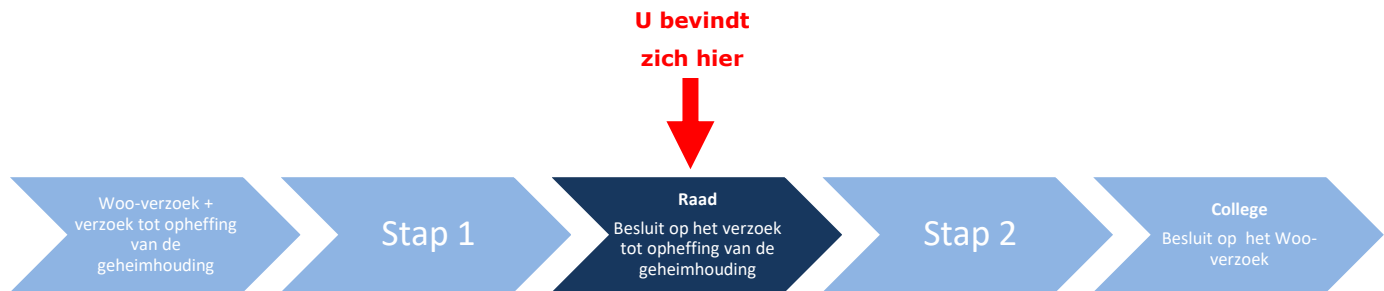 U bevindt
zich hier
Woo-verzoek +
verzoek tot opheffing
van de
geheimhouding
Stap 1
Raad
Besluit op het verzoek
tot opheffing van de
geheimhouding
Stap 2
College
Besluit op het Woo-
verzoek